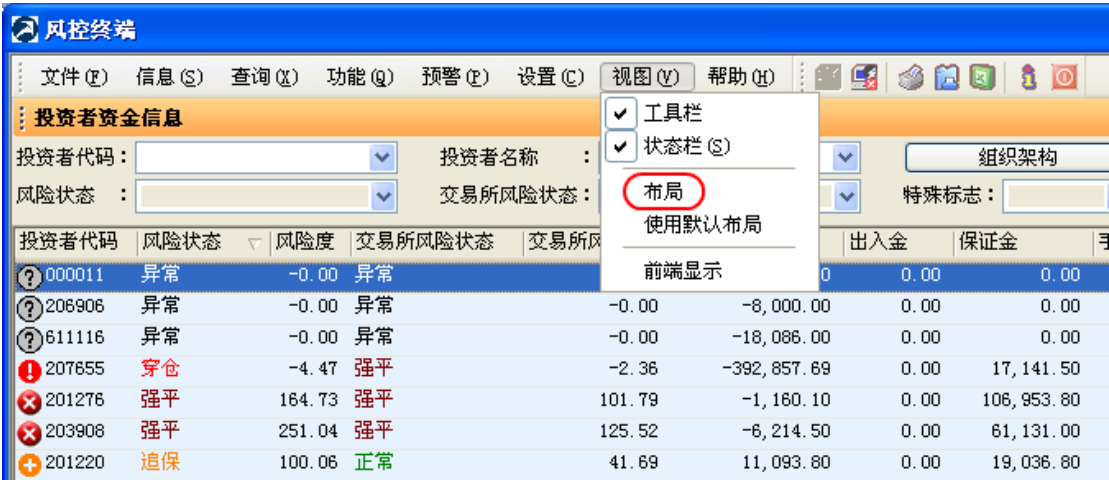 风控终端
文件(F) 信息(S) 查询(X) 功能(Q) 预警(P) 设置(C) 视图(V) 帮助(H)
投资者资金信息
工具栏
状态栏(S)
布局
使用默认布局
前端显示
投资者代码： 投资者名称 ： 组织架构
风险状态 ： 交易所风险状态： 特殊标志：
投资者代码 风险状态 风险度 交易所风险状态 交易所风 出入金 保证金
000011 异常 -0.00 异常 0.00 0.00
206906 异常 -0.00 异常 -0.00 -8,000.00 0.00 0.00
611116 异常 -0.00 异常 -0.00 -18,086.00 0.00 0.00
207655 穿仓 -4.47 强平 -2.36 -392,857.69 0.00 17,141.50
201276 强平 164.73 强平 101.79 -1,160.10 0.00 106,953.80
203908 强平 251.04 强平 125.52 -6,214.50 0.00 61,131.00
201220 追保 100.06 正常 41.69 11,093.80 0.00 19,036.80